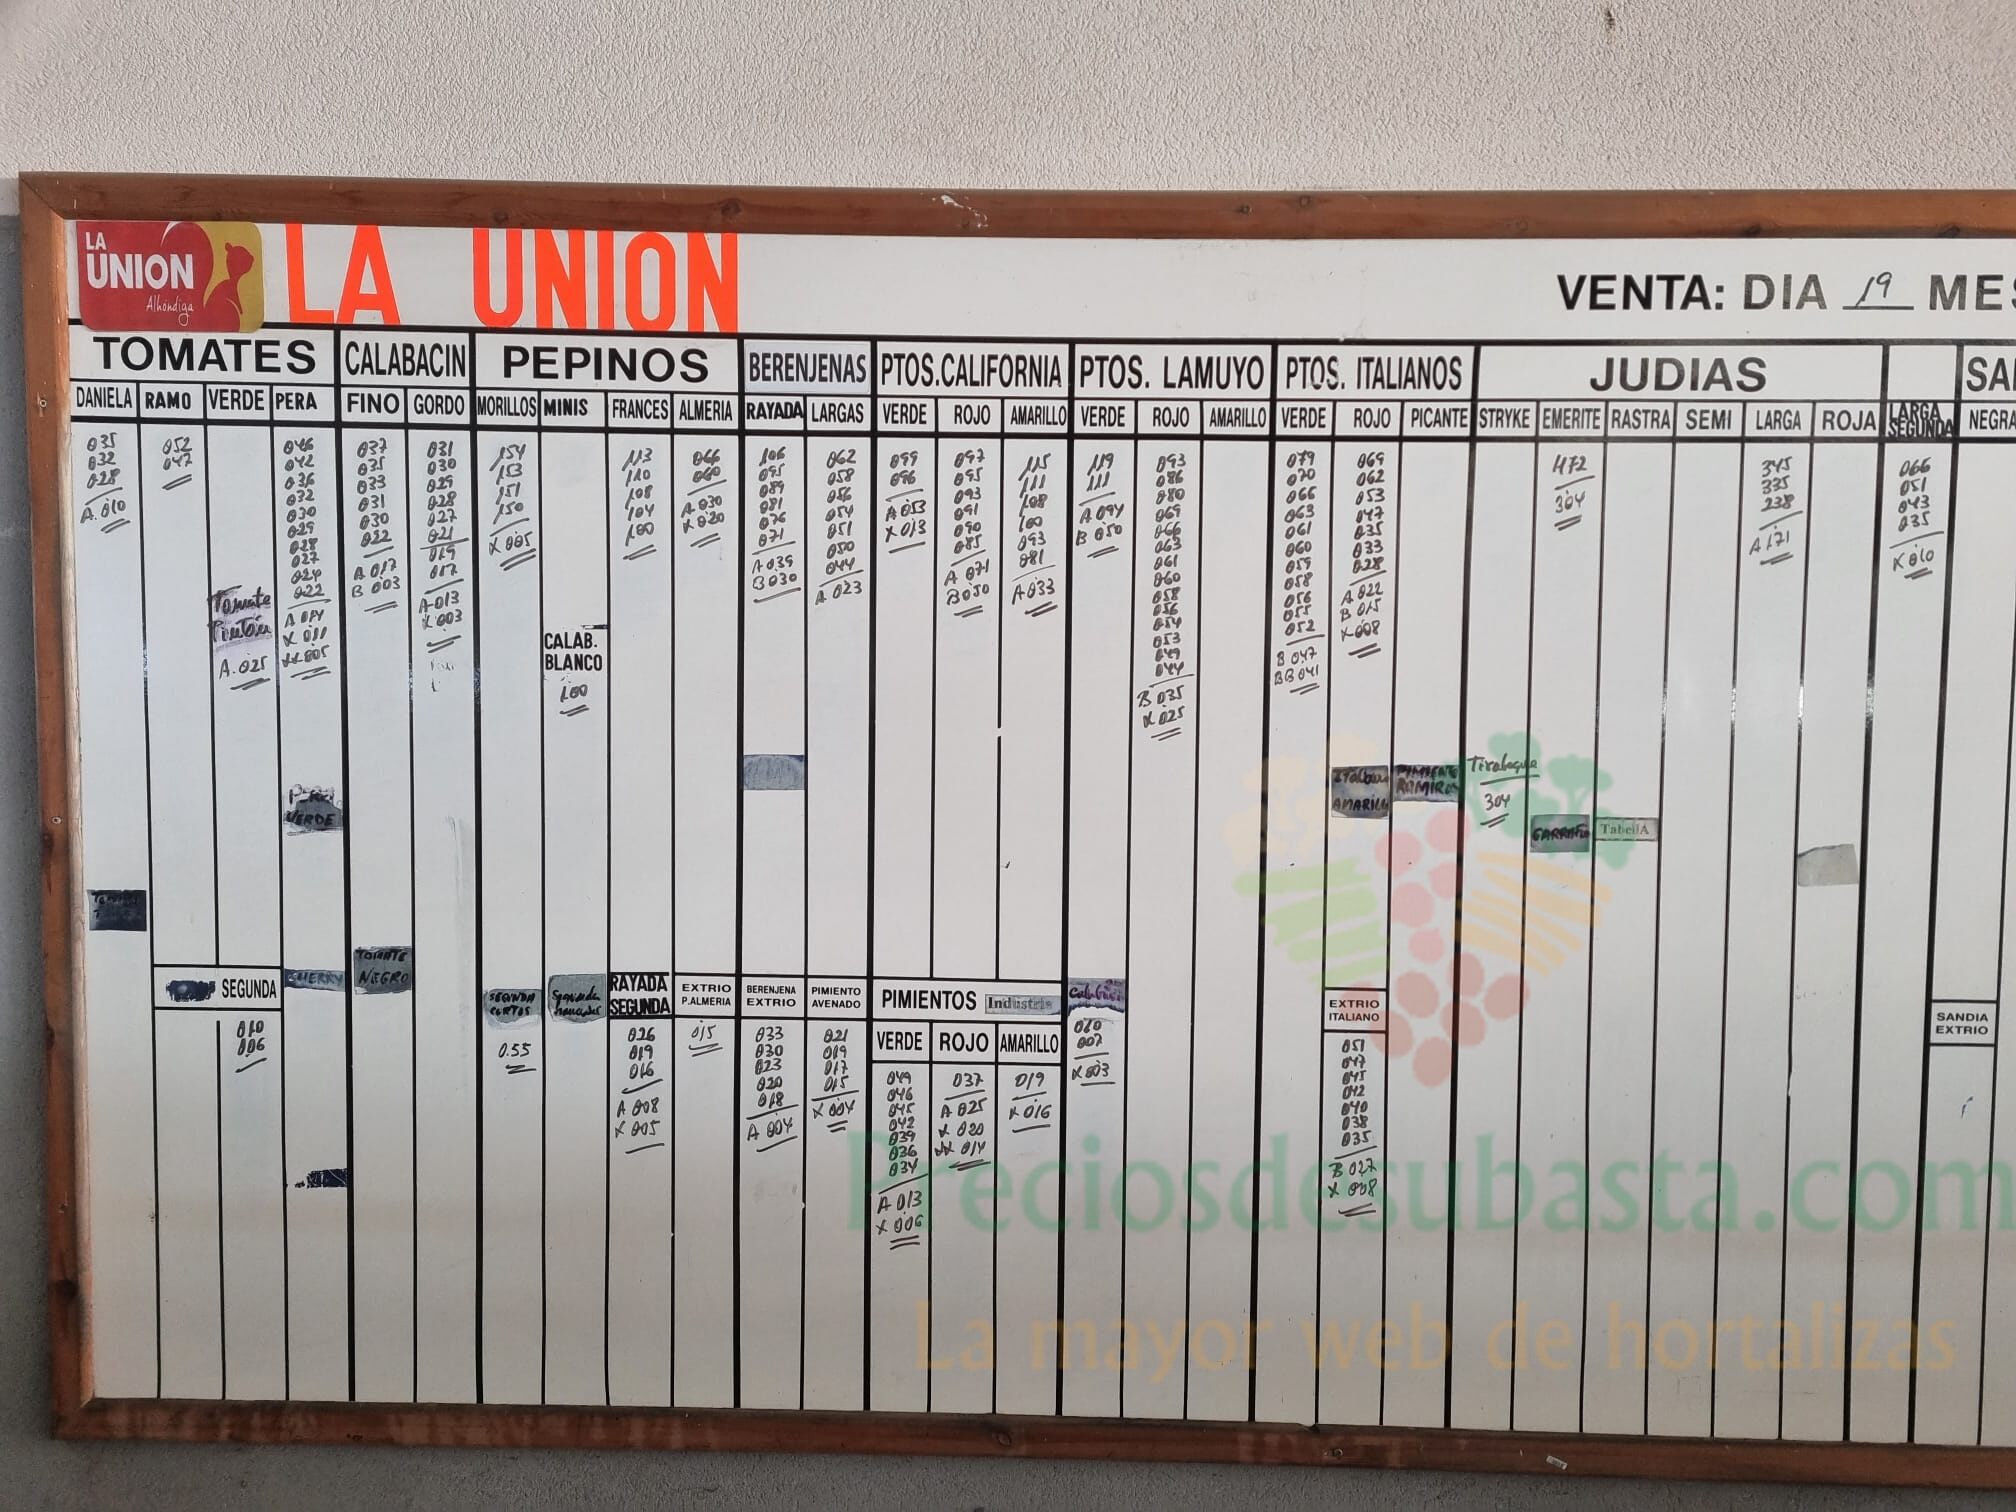 LA
UNION
Alhóndiga
LA UNION
VENTA: DIA 19 MES
TOMATES
CALABACIN
PEPINOS
BERENJENAS
PTOS.CALIFORNIA
PTOS. LAMUYO
PTOS. ITALIANOS
JUDIAS
SAN
DANIELA RAMO VERDE PERA FINO GORDO MORILLOS MINIS FRANCES ALMERIA RAYADA LARGAS VERDE ROJO AMARILLO VERDE ROJO AMARILLO VERDE ROJO PICANTE STRYKE EMERITE RASTRA SEMI LARGA ROJA LARGA SEGUNDA NEGRA
035
032
028
A.010
052
047
Tomate
Pintón
A.025
046
042
036
032
030
029
028
027
024
022
A 014
X 011
XX 005
037
035
033
031
030
022
A 017
B 003
031
030
029
028
027
021
019
017
A 013
X 003
154
153
151
150
X 005
CALAB.
BLANCO
100
113
110
108
104
100
066
060
A 030
X 020
106
095
089
081
076
071
A 039
B 030
062
058
056
054
051
050
044
A 023
099
096
A 053
X 013
097
095
093
091
090
085
A 071
B 050
115
111
108
100
093
081
A 033
119
111
A 094
B 050
093
086
080
069
066
063
061
060
058
056
054
053
049
044
B 035
X 025
079
070
066
063
061
060
059
058
056
055
052
B 047
BB 041
069
062
053
047
035
033
028
A 022
B 015
X 008
472
304
345
335
238
A 171
066
051
043
035
X 010
PERA
VERDE
AMARILLO
PIMIENTO
RAMIRO
Tirabeque
304
GARRAFO
TabellA
SEGUNDA
010
006
CHERRY
TOMATE
NEGRO
SEGUNDA
CORTOS
0.55
Segunda
franceses
RAYADA
SEGUNDA
026
019
016
A 008
X 005
EXTRIO
P.ALMERIA
015
BERENJENA
EXTRIO
033
030
023
020
018
A 004
PIMIENTO
AVENADO
021
019
017
015
X 004
PIMIENTOS Industria
VERDE ROJO AMARILLO
049
046
045
042
039
036
034
A 013
X 006
037
A 025
X 020
XX 014
019
X 016
010
007
X 003
EXTRIO
ITALIANO
051
047
045
042
040
038
035
B 027
X 008
SANDIA
EXTRIO
Preciosdesubasta.com
La mayor web de hortalizas